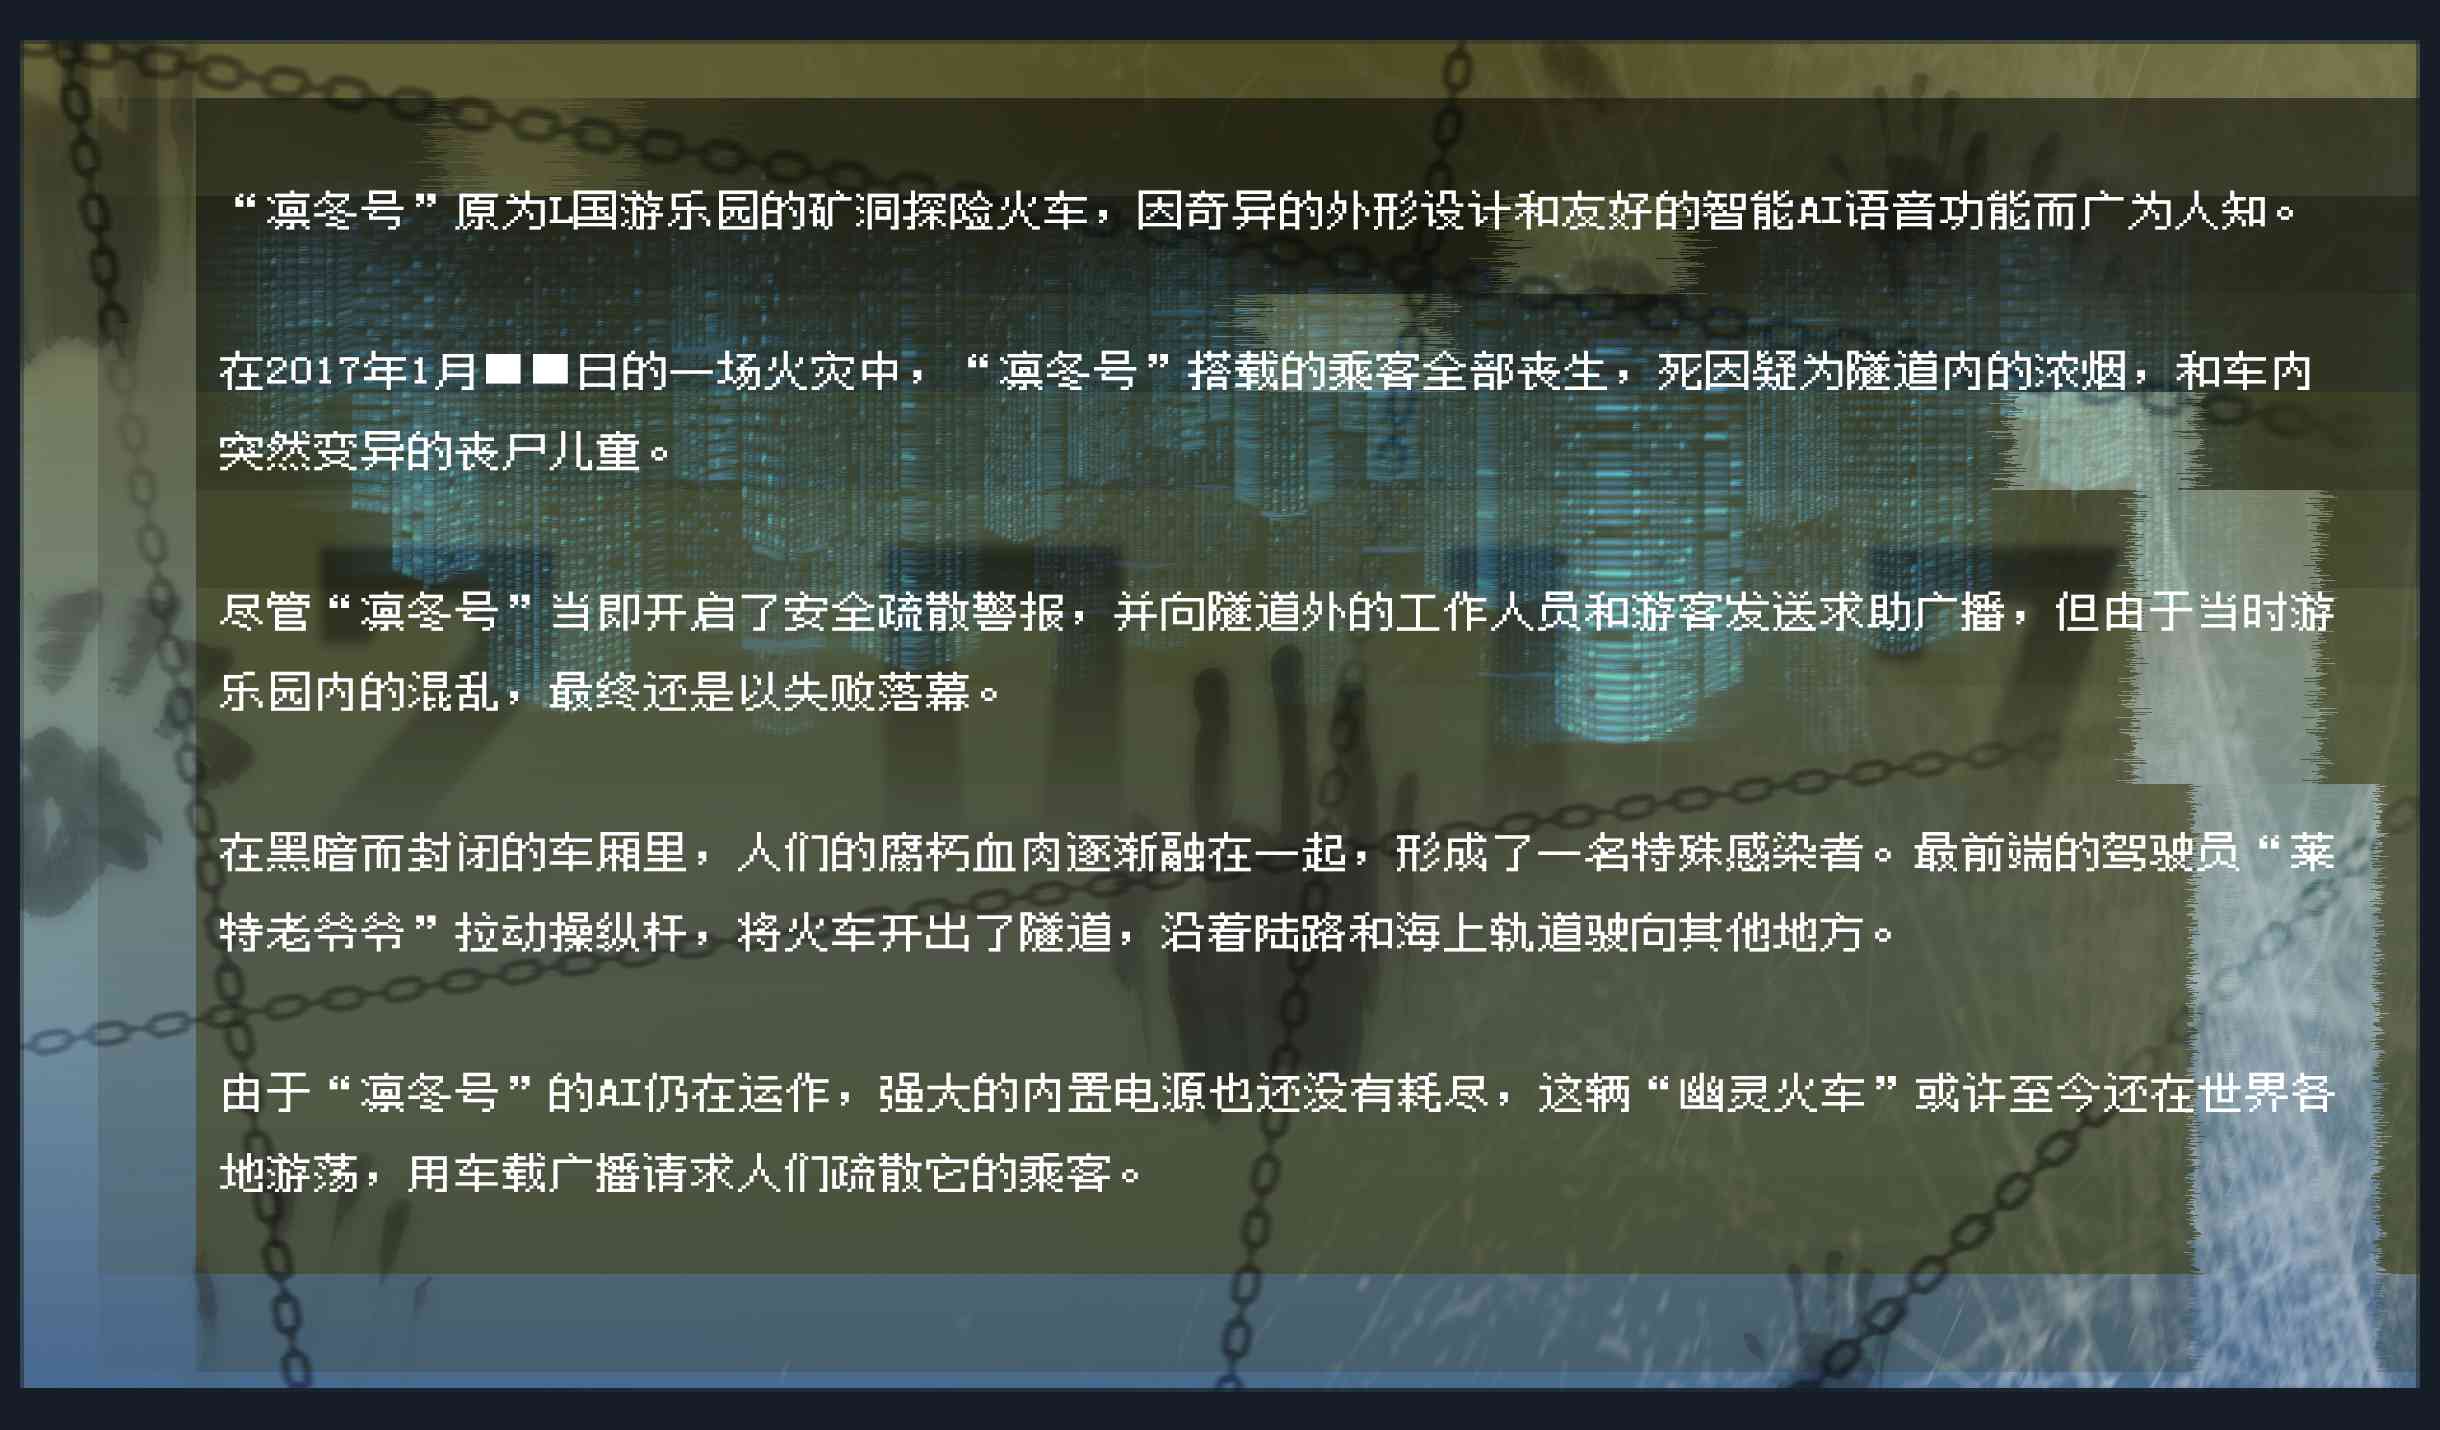 “凛冬号”原为L国游乐园的矿洞探险火车，因奇异的外形设计和友好的智能AI语音功能而广为人知。
在2017年1月■■日的一场火灾中，“凛冬号”搭载的乘客全部丧生，死因疑为隧道内的浓烟，和车内
突然变异的丧尸儿童。
尽管“凛冬号”当即开启了安全疏散警报，并向隧道外的工作人员和游客发送求助广播，但由于当时游
乐园内的混乱，最终还是以失败落幕。
在黑暗而封闭的车厢里，人们的腐朽血肉逐渐融在一起，形成了一名特殊感染者。最前端的驾驶员“莱
特老爷爷”拉动操纵杆，将火车开出了隧道，沿着陆路和海上轨道驶向其他地方。
由于“凛冬号”的AI仍在运作，强大的内置电源也还没有耗尽，这辆“幽灵火车”或许至今还在世界各
地游荡，用车载广播请求人们疏散它的乘客。